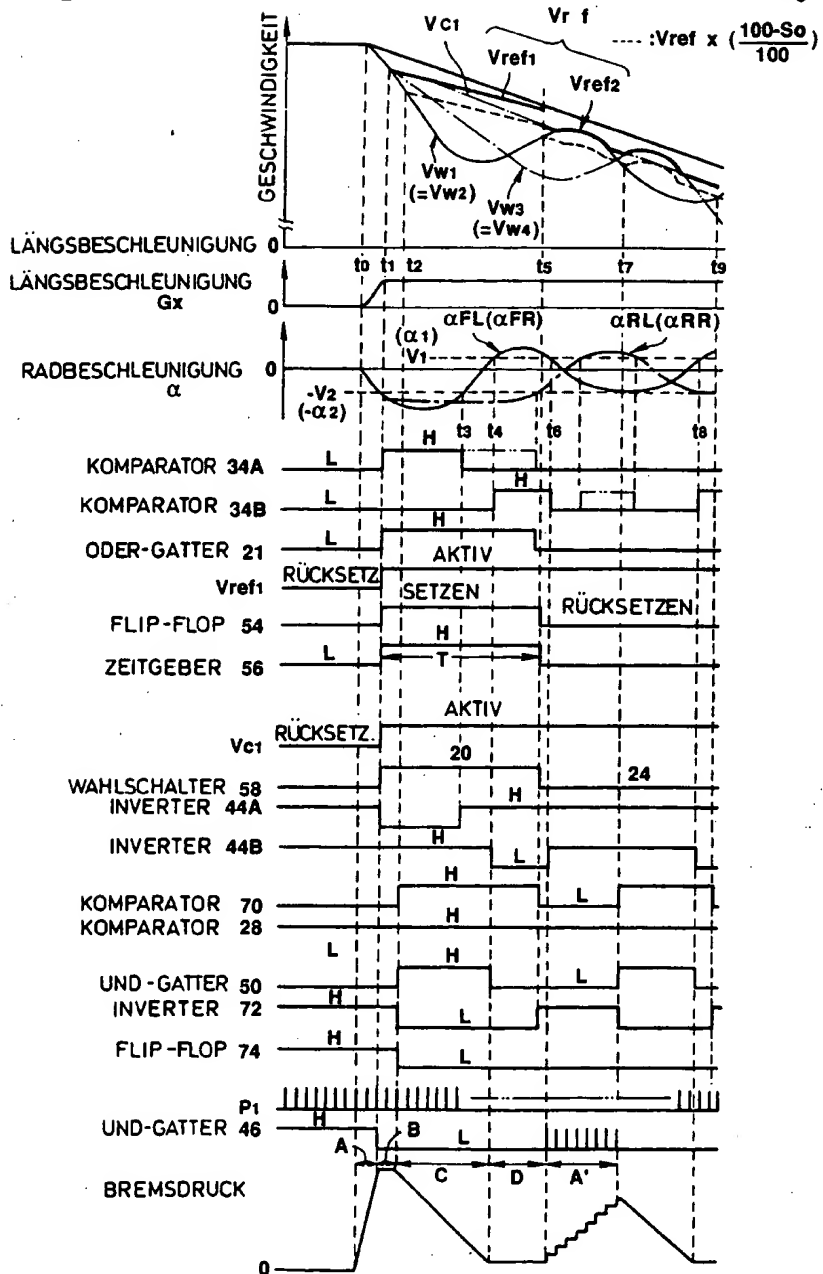 Vr f
VC1
---- :Vref x (100-So/100)
Vref1
Vref2
GESCHWINDIGKEIT
Vw1
(=Vw2)
Vw3
(=Vw4)
LÄNGSBESCHLEUNIGUNG 0
t0 t1 t2 t5 t7 t9
LÄNGSBESCHLEUNIGUNG
Gx
0
αFL(αFR)
αRL(αRR)
(α1)
V1
RADBESCHLEUNIGUNG 0
α
-V2
(-α2)
t3 t4 t6 t8
H
KOMPARATOR 34A L
H
KOMPARATOR 34B L
H
ODER-GATTER 21 L
AKTIV
RÜCKSETZ.
Vref1
SETZEN
RÜCKSETZEN
FLIP-FLOP 54
H
ZEITGEBER 56 L
T
AKTIV
RÜCKSETZ.
Vc1
20
24
WAHLSCHALTER 58
H
INVERTER 44A
H
INVERTER 44B
L
H
KOMPARATOR 70
L
KOMPARATOR 28 H
L
H
UND-GATTER 50
L
H
INVERTER 72
L
H
FLIP-FLOP 74
L
P1
H
UND-GATTER 46
L
A B C D A'
BREMSDRUCK
0